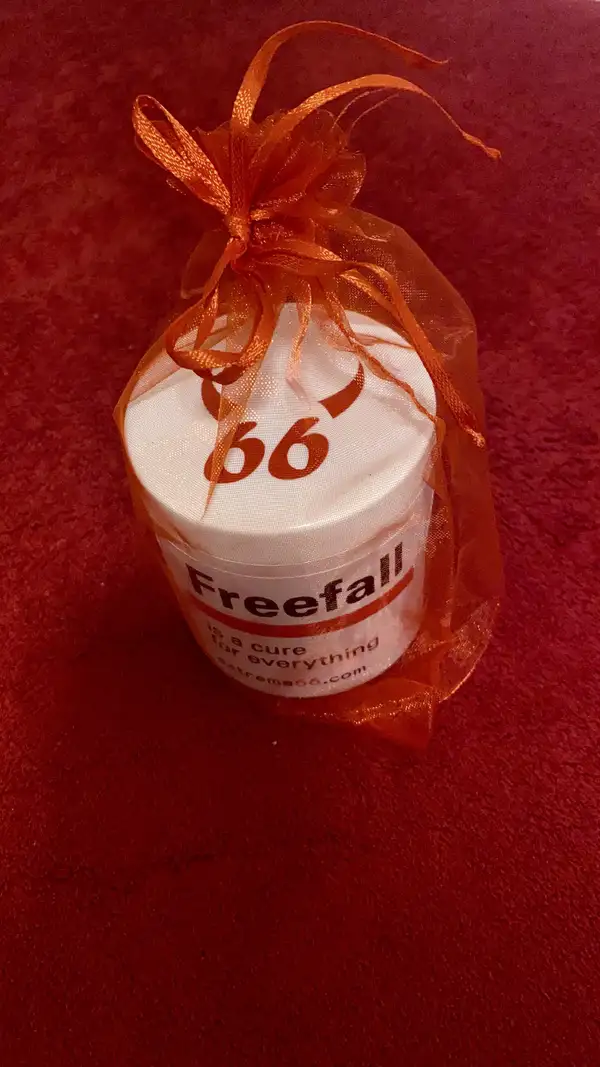 66
Freefall
is a cure
for everything
extreme66.com